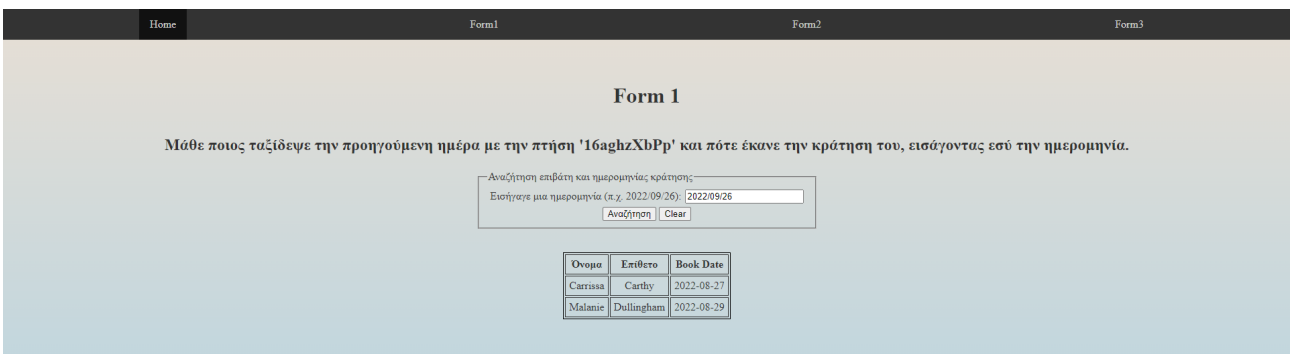 Home Form1 Form2 Form3
Form 1
Μάθε ποιος ταξίδεψε την προηγούμενη ημέρα με την πτήση '16aghzXbPp' και πότε έκανε την κράτηση του, εισάγοντας εσύ την ημερομηνία.
Αναζήτηση επιβάτη και ημερομηνίας κράτησης
Εισήγαγε μια ημερομηνία (π.χ. 2022/09/26): 2022/09/26
Αναζήτηση Clear
Όνομα Επίθετο Book Date
Carrissa Carthy 2022-08-27
Malanie Dullingham 2022-08-29